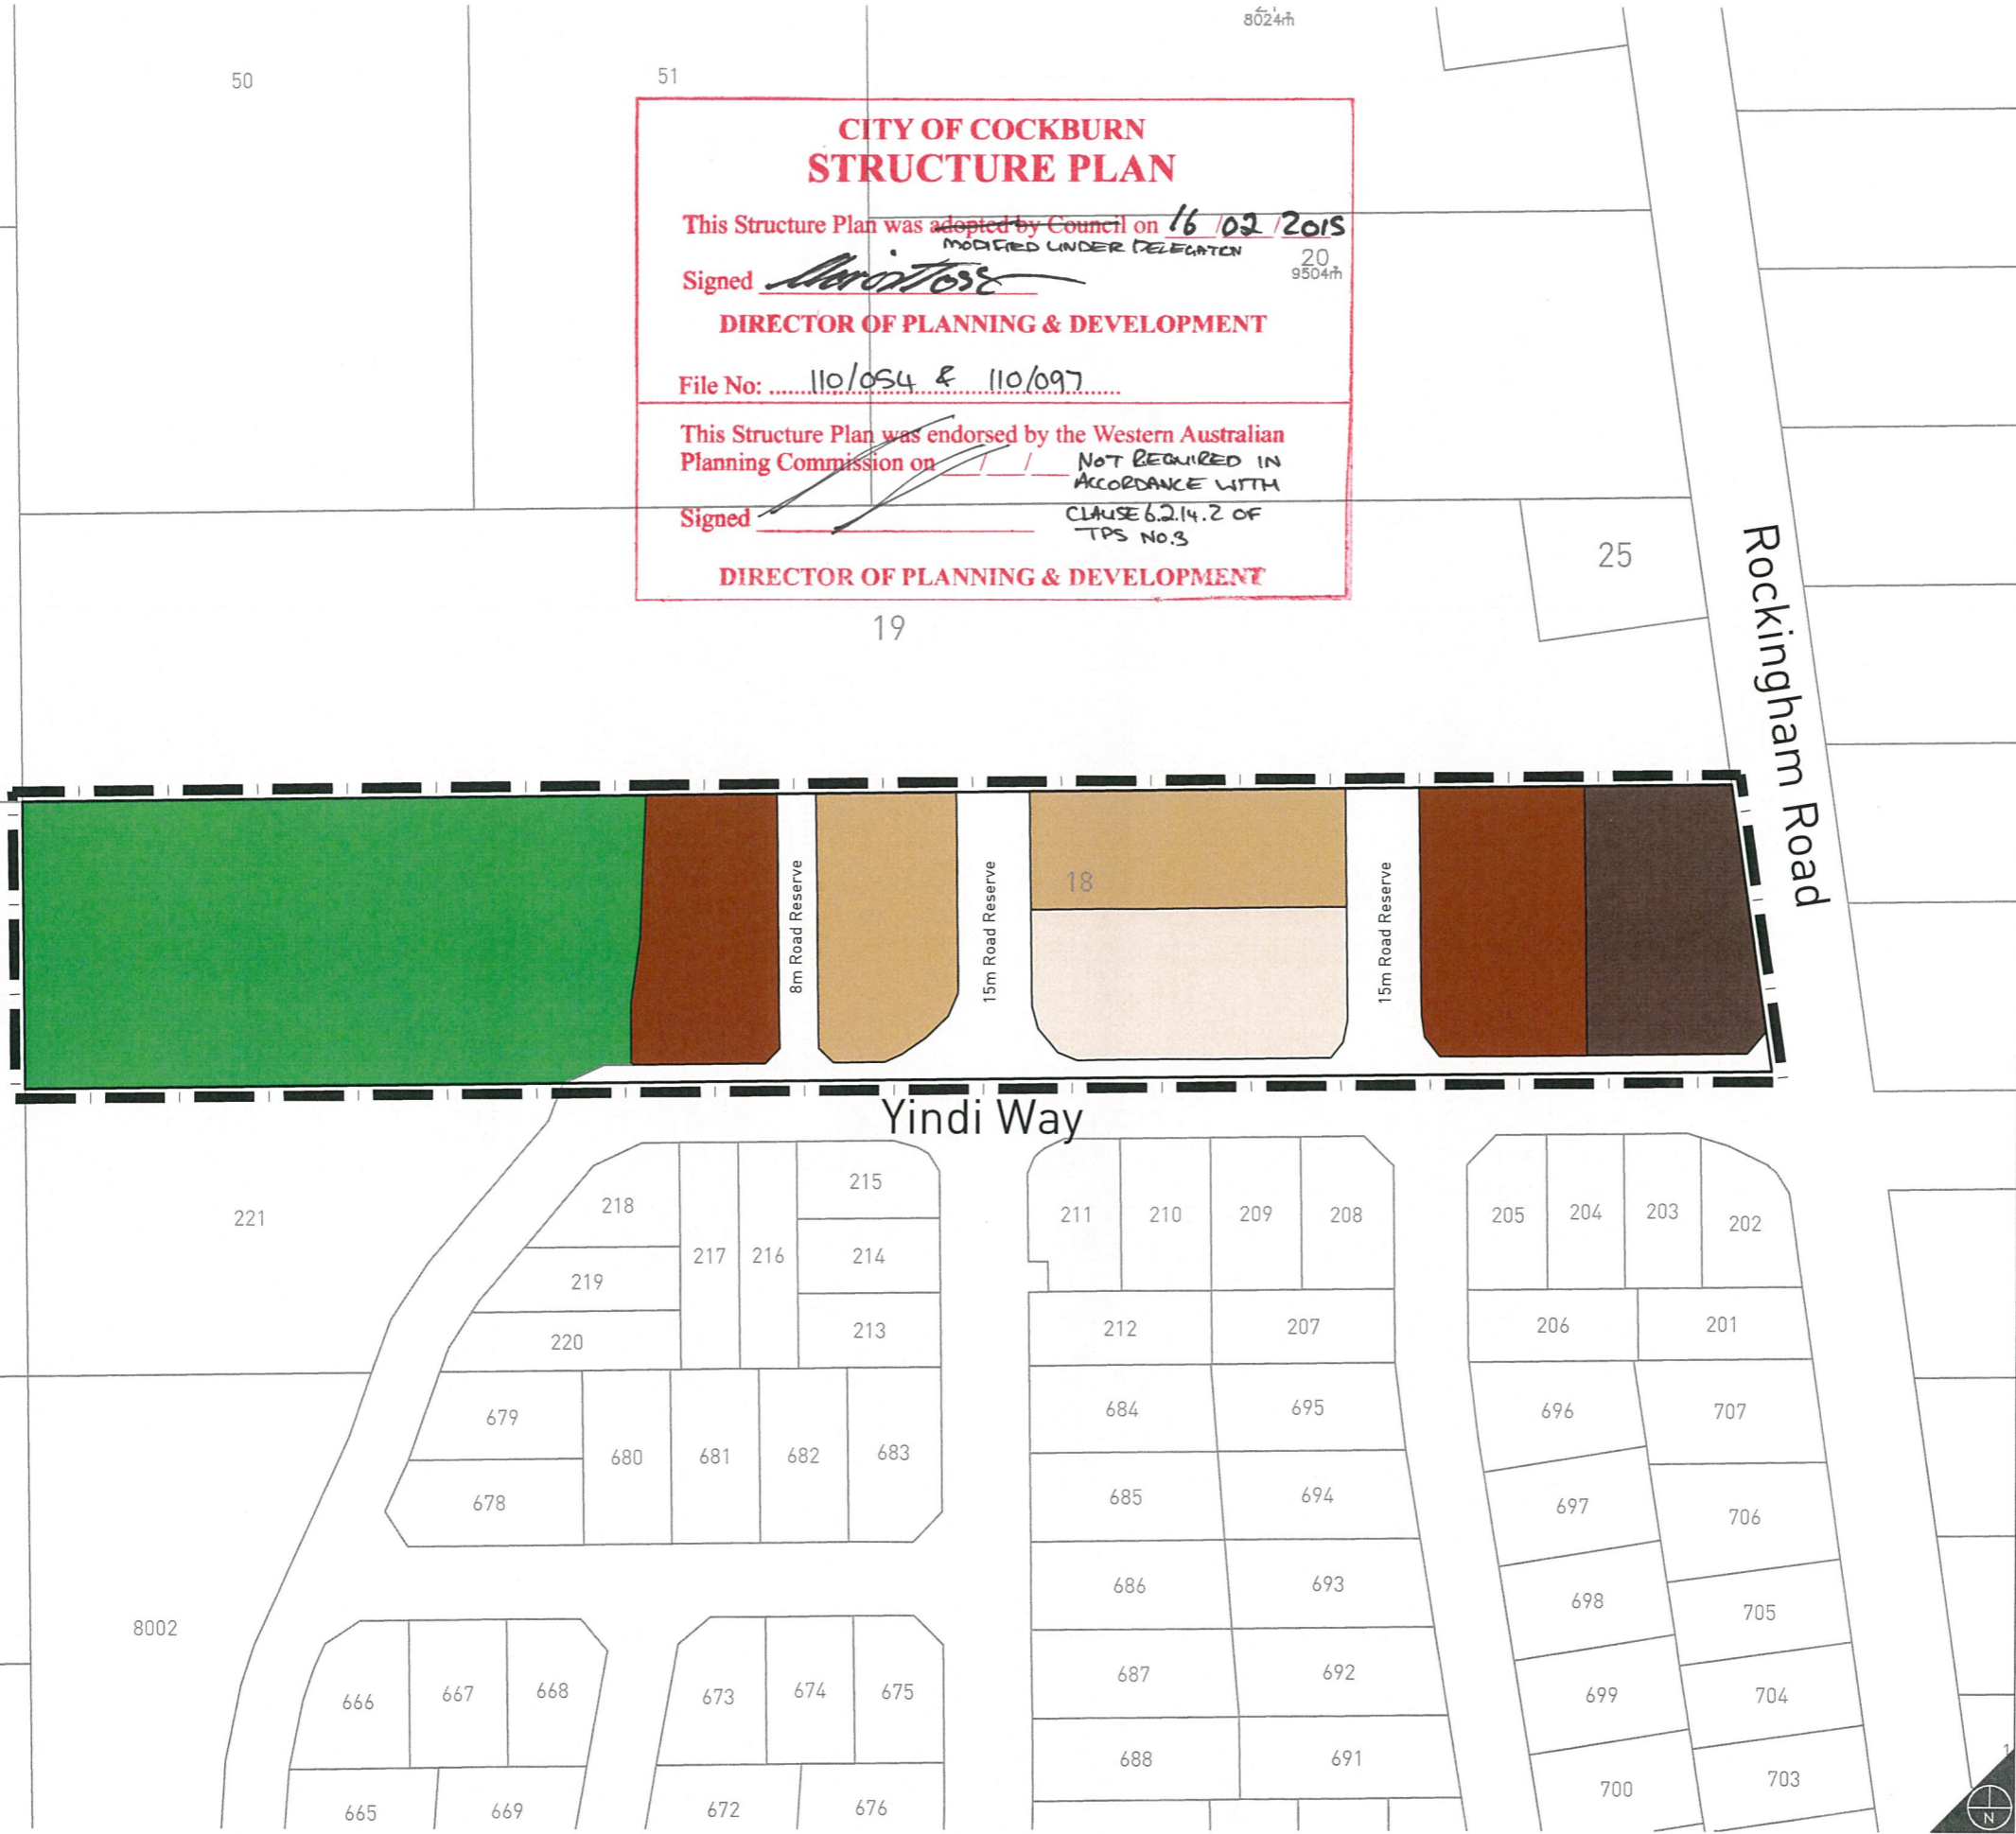 8024m
50
51
CITY OF COCKBURN
STRUCTURE PLAN
This Structure Plan was adopted by Council on 16/02/2015
MODIFIED UNDER DELEGATION
20
9504m
Signed
DIRECTOR OF PLANNING & DEVELOPMENT
File No: 110/054 & 110/097
This Structure Plan was endorsed by the Western Australian
Planning Commission on / /
NOT REQUIRED IN
ACCORDANCE WITH
CLAUSE 6.2.14.2 OF
TPS NO.3
Signed
DIRECTOR OF PLANNING & DEVELOPMENT
25
19
Rockingham Road
18
8m Road Reserve
15m Road Reserve
15m Road Reserve
Yindi Way
221
218
217
216
215
214
213
219
220
211
210
209
208
205
204
203
202
212
207
206
201
679
680
681
682
683
678
684
695
696
707
685
694
697
706
686
693
698
705
8002
666
667
668
673
674
675
687
692
699
704
688
691
700
703
665
669
672
676
N